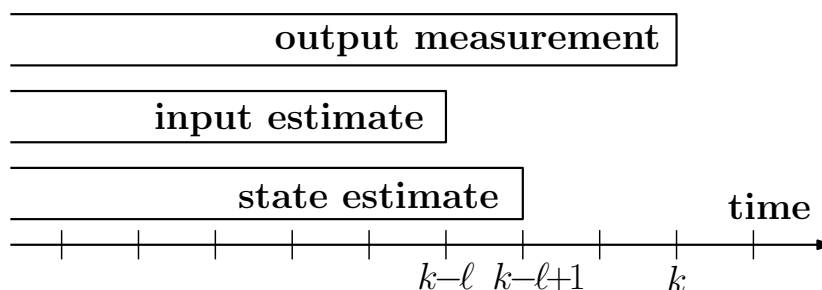 output measurement
input estimate
state estimate
time
k−ℓ k−ℓ+1 k